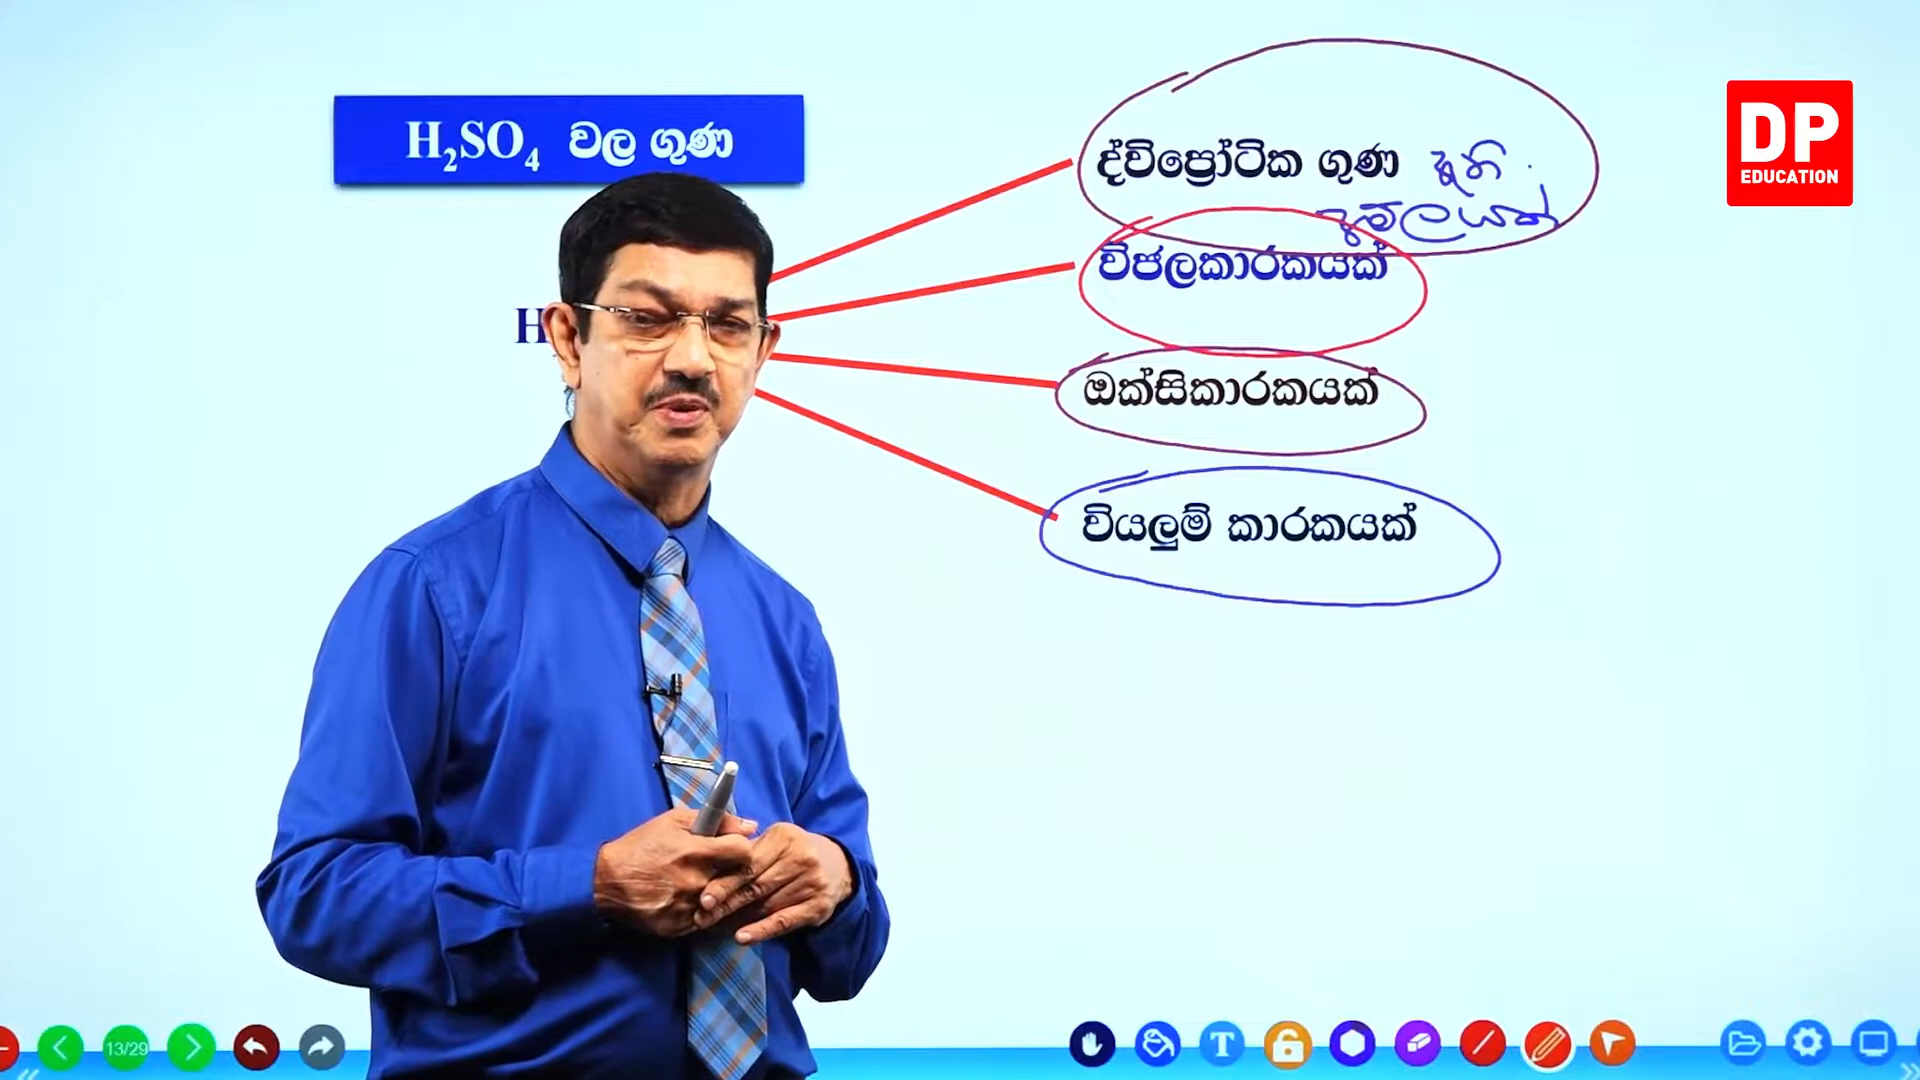 H₂SO₄ වල ගුණ
DP
EDUCATION
ද්විප්‍රෝටික ගුණ ඇති
අම්ලයක්
විජලකාරකයක්
H
ඔක්සිකාරකයක්
වියලුම් කාරකයක්
13/29
T